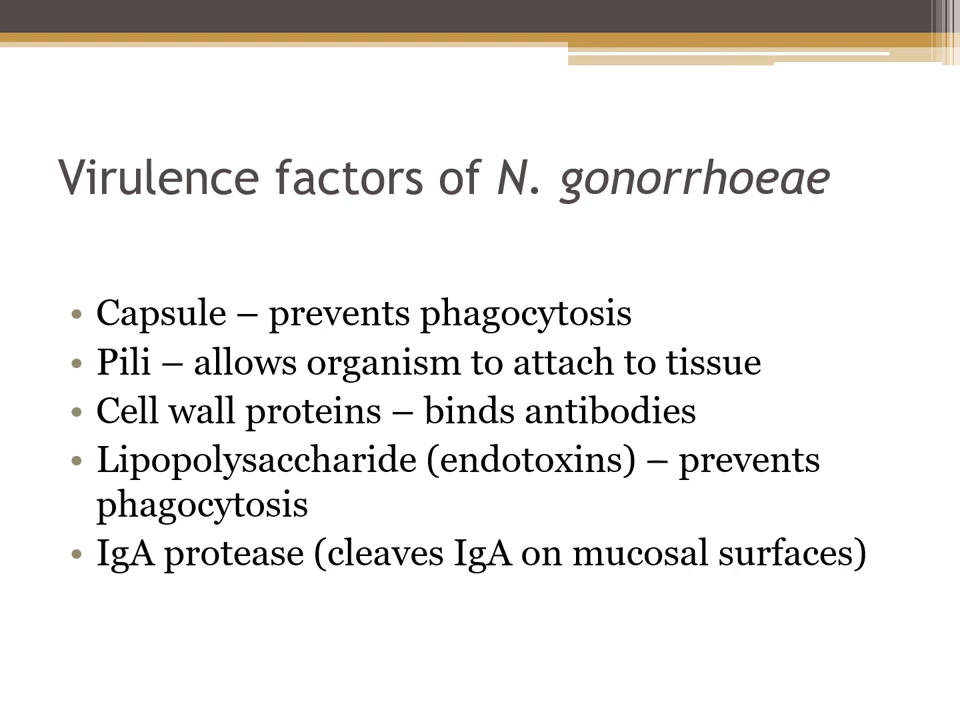 Virulence factors of N. gonorrhoeae
• Capsule – prevents phagocytosis
• Pili – allows organism to attach to tissue
• Cell wall proteins – binds antibodies
• Lipopolysaccharide (endotoxins) – prevents
phagocytosis
• IgA protease (cleaves IgA on mucosal surfaces)